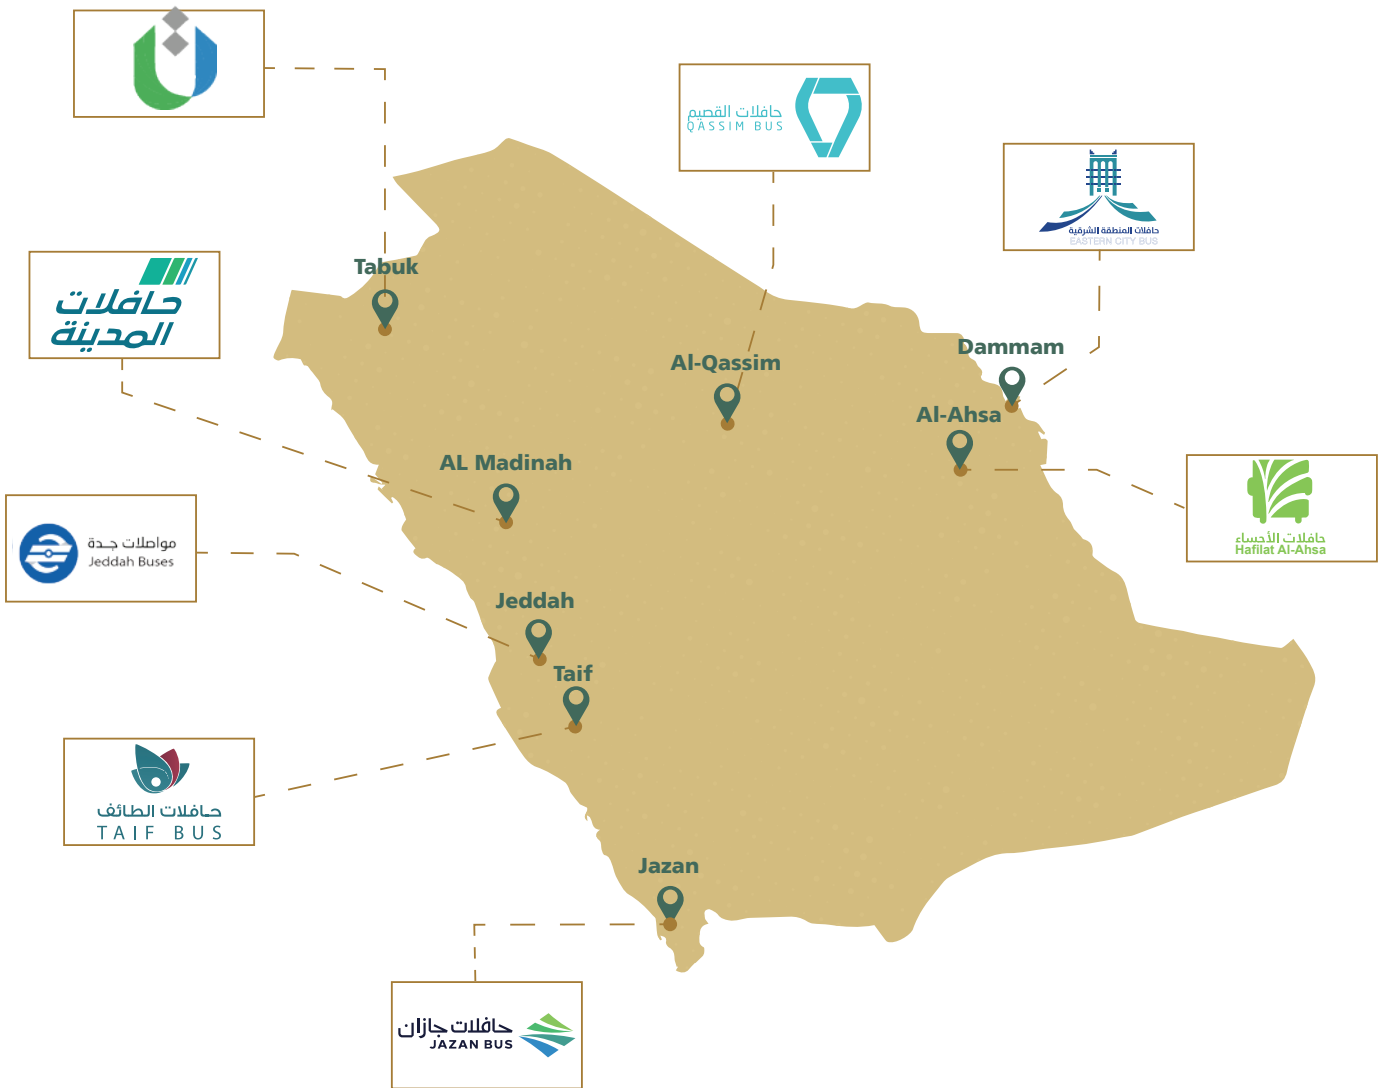 حافلات القصيم
QASSIM BUS
حافلات المنطقة الشرقية
EASTERN CITY BUS
Tabuk
حافلات
المدينة
Dammam
Al-Qassim
Al-Ahsa
AL Madinah
حافلات الأحساء
Hafilat Al-Ahsa
مواصلات جدة
Jeddah Buses
Jeddah
Taif
حافلات الطائف
TAIF BUS
Jazan
حافلات جازان
JAZAN BUS